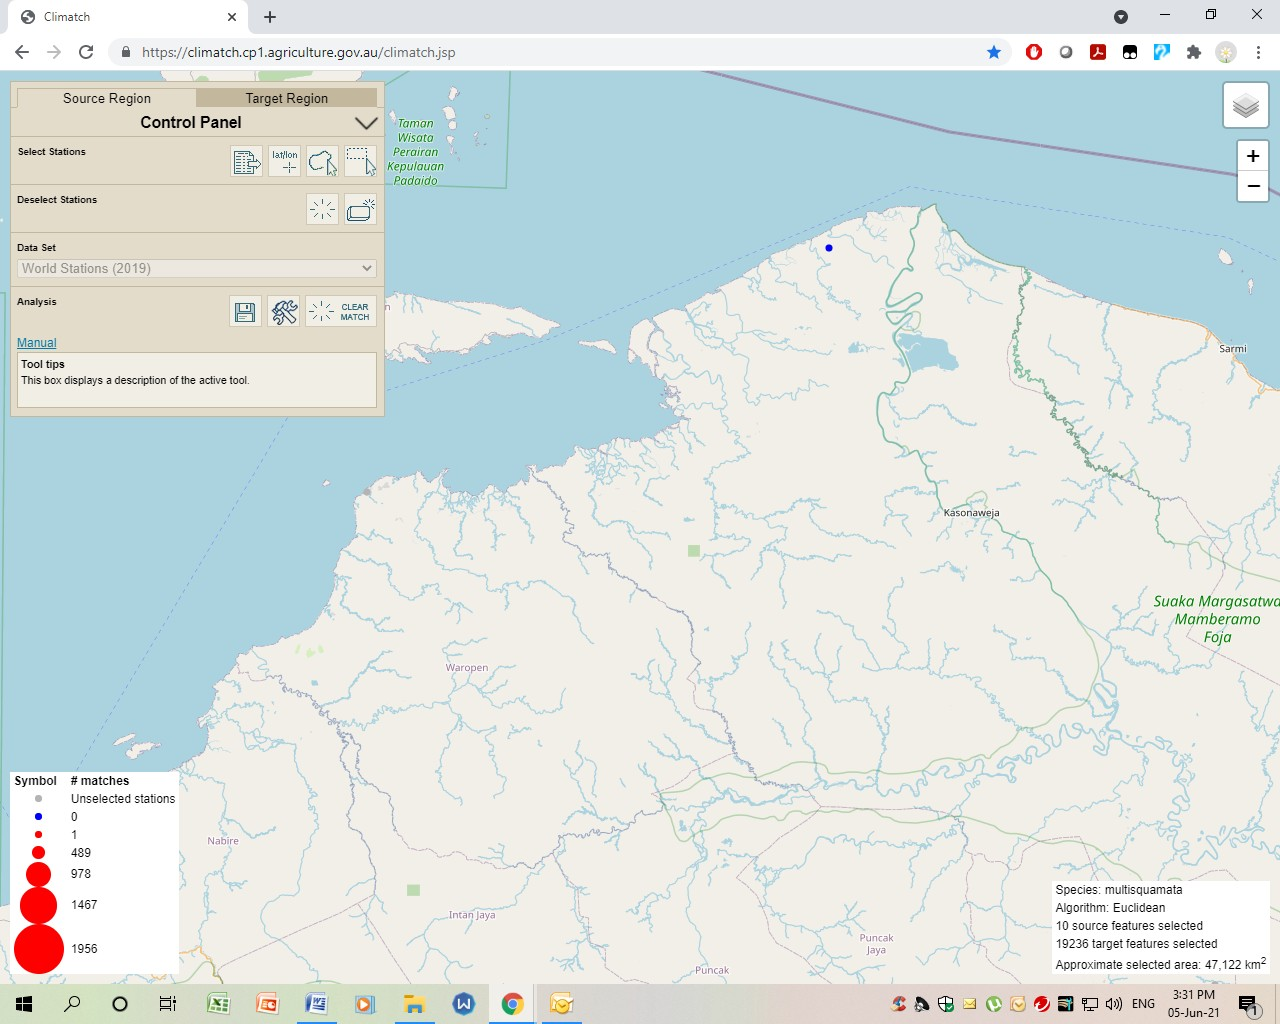 Climatch
https://climatch.cp1.agriculture.gov.au/climatch.jsp
Source Region
Target Region
Control Panel
Select Stations
lat/lon
Deselect Stations
Data Set
World Stations (2019)
Analysis
CLEAR
MATCH
Manual
Tool tips
This box displays a description of the active tool.
Taman
Wisata
Perairan
Kepulauan
Padaido
+
−
Sarmi
Kasonaweja
Suaka Margasatwa
Mamberamo
Foja
Waropen
Nabire
Intan Jaya
Puncak
Jaya
Puncak
Symbol # matches
Unselected stations
0
1
489
978
1467
1956
Species: multisquamata
Algorithm: Euclidean
10 source features selected
19236 target features selected
Approximate selected area: 47,122 km2
ENG
3:31 PM
05-Jun-21
1